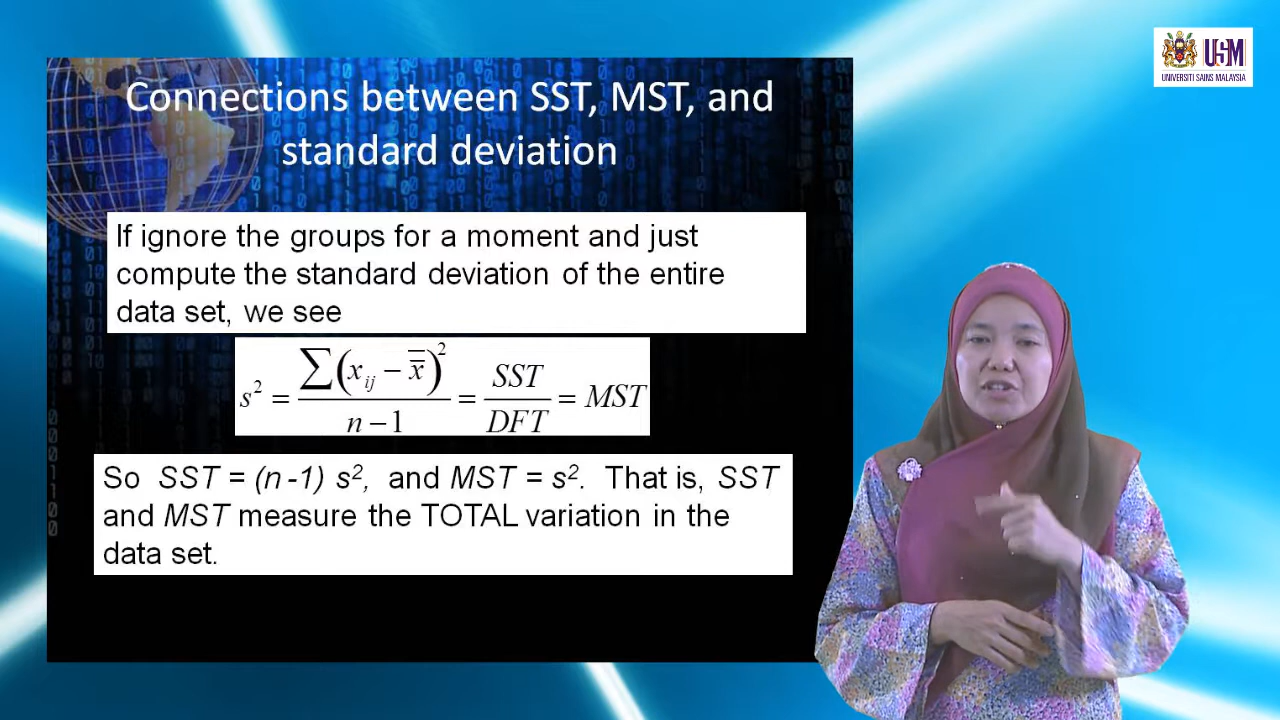 USM
UNIVERSITI SAINS MALAYSIA
Connections between SST, MST, and
standard deviation
If ignore the groups for a moment and just
compute the standard deviation of the entire
data set, we see
s² = ∑(xᵢⱼ − x̿)² / n − 1 = SST / DFT = MST
So SST = (n -1) s², and MST = s². That is, SST
and MST measure the TOTAL variation in the
data set.